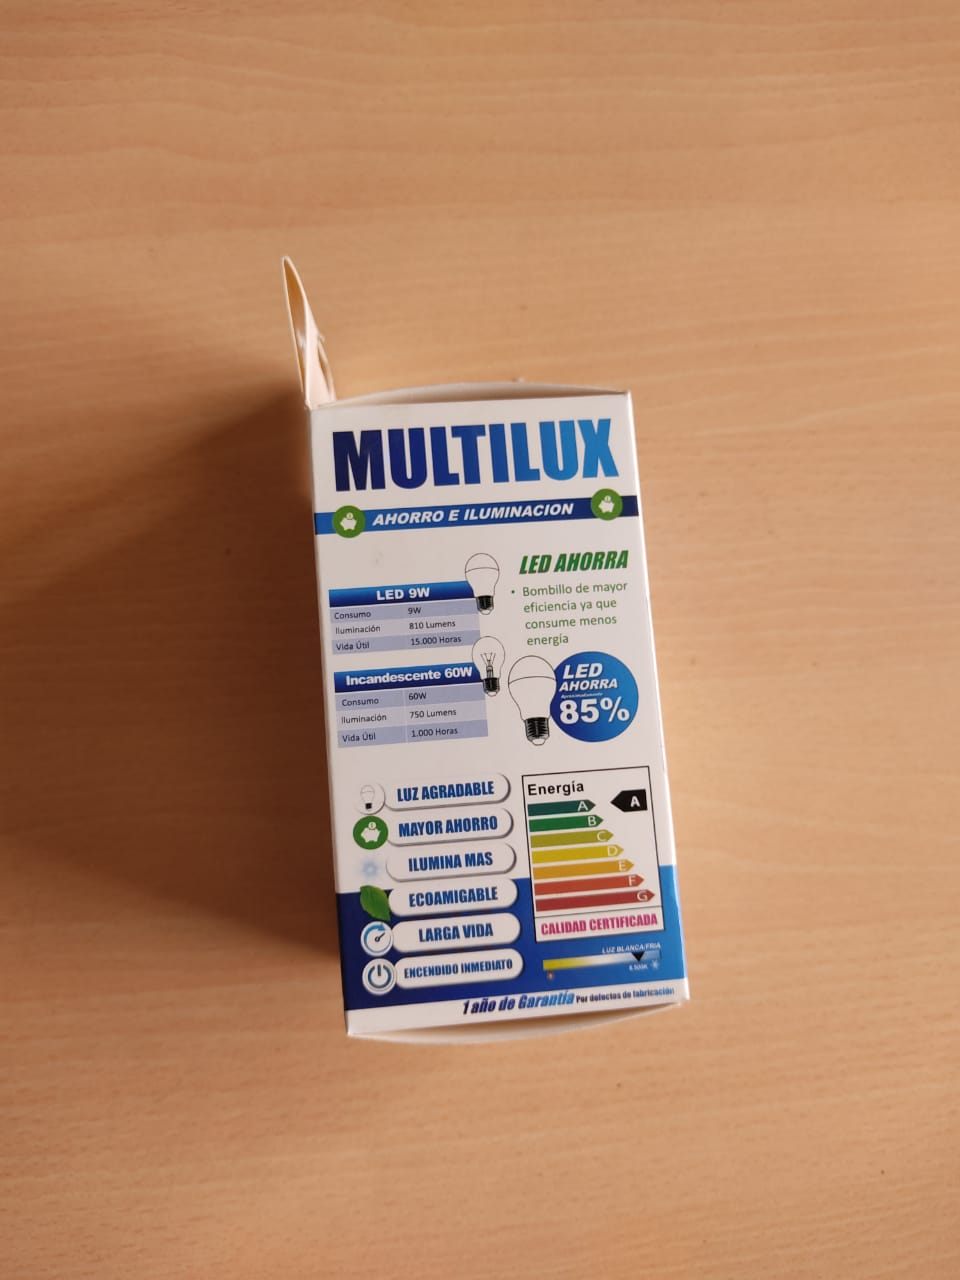 MULTILUX
AHORRO E ILUMINACION
LED AHORRA
• Bombillo de mayor
eficiencia ya que
consume menos
energía
LED 9W
Consumo 9W
Iluminación 810 Lumens
Vida Útil 15.000 Horas
Incandescente 60W
Consumo 60W
Iluminación 750 Lumens
Vida Útil 1.000 Horas
LED
AHORRA
Aproximadamente
85%
LUZ AGRADABLE
MAYOR AHORRO
ILUMINA MAS
ECOAMIGABLE
LARGA VIDA
ENCENDIDO INMEDIATO
Energía
A
A
B
C
D
E
F
G
CALIDAD CERTIFICADA
LUZ BLANCA/FRIA
6.500K
1 año de Garantía Por defectos de fabricación